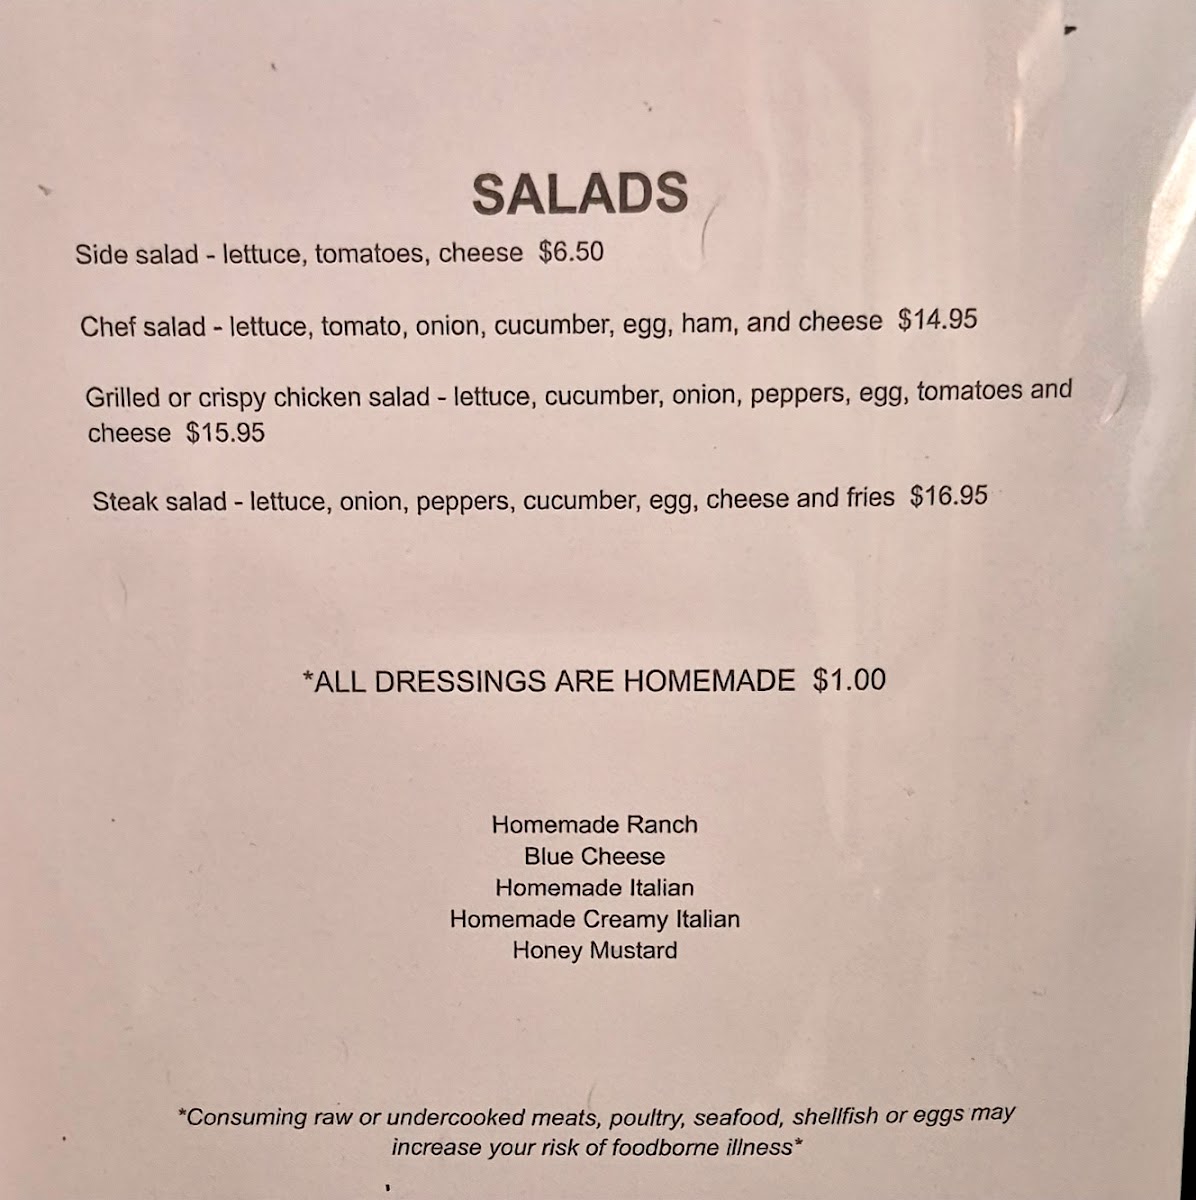 SALADS
Side salad - lettuce, tomatoes, cheese $6.50
Chef salad - lettuce, tomato, onion, cucumber, egg, ham, and cheese $14.95
Grilled or crispy chicken salad - lettuce, cucumber, onion, peppers, egg, tomatoes and
cheese $15.95
Steak salad - lettuce, onion, peppers, cucumber, egg, cheese and fries $16.95
*ALL DRESSINGS ARE HOMEMADE $1.00
Homemade Ranch
Blue Cheese
Homemade Italian
Homemade Creamy Italian
Honey Mustard
*Consuming raw or undercooked meats, poultry, seafood, shellfish or eggs may
increase your risk of foodborne illness*